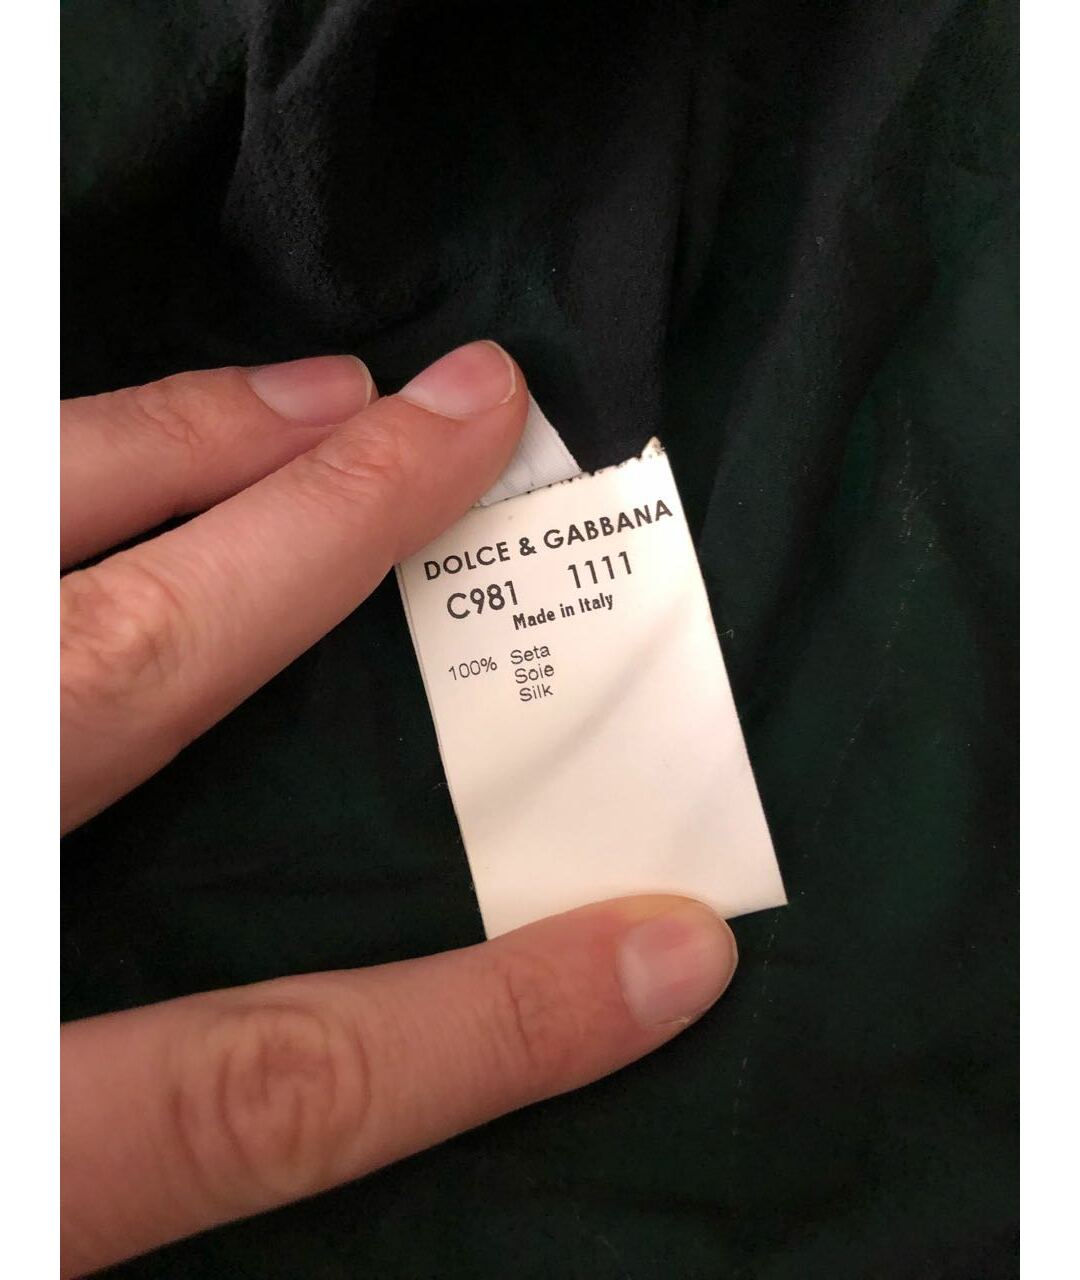 DOLCE & GABBANA
C981 1111
Made in Italy
100% Seta
Soie
Silk